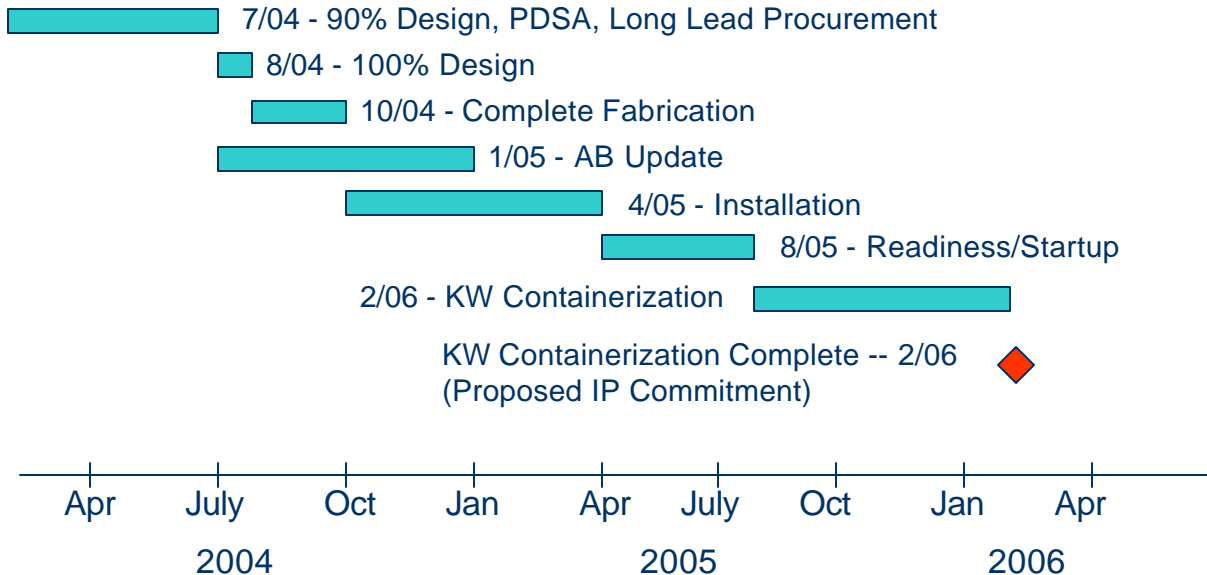 7/04 - 90% Design, PDSA, Long Lead Procurement
8/04 - 100% Design
10/04 - Complete Fabrication
1/05 - AB Update
4/05 - Installation
8/05 - Readiness/Startup
2/06 - KW Containerization
KW Containerization Complete -- 2/06
(Proposed IP Commitment)
Apr July Oct Jan Apr July Oct Jan Apr
2004 2005 2006